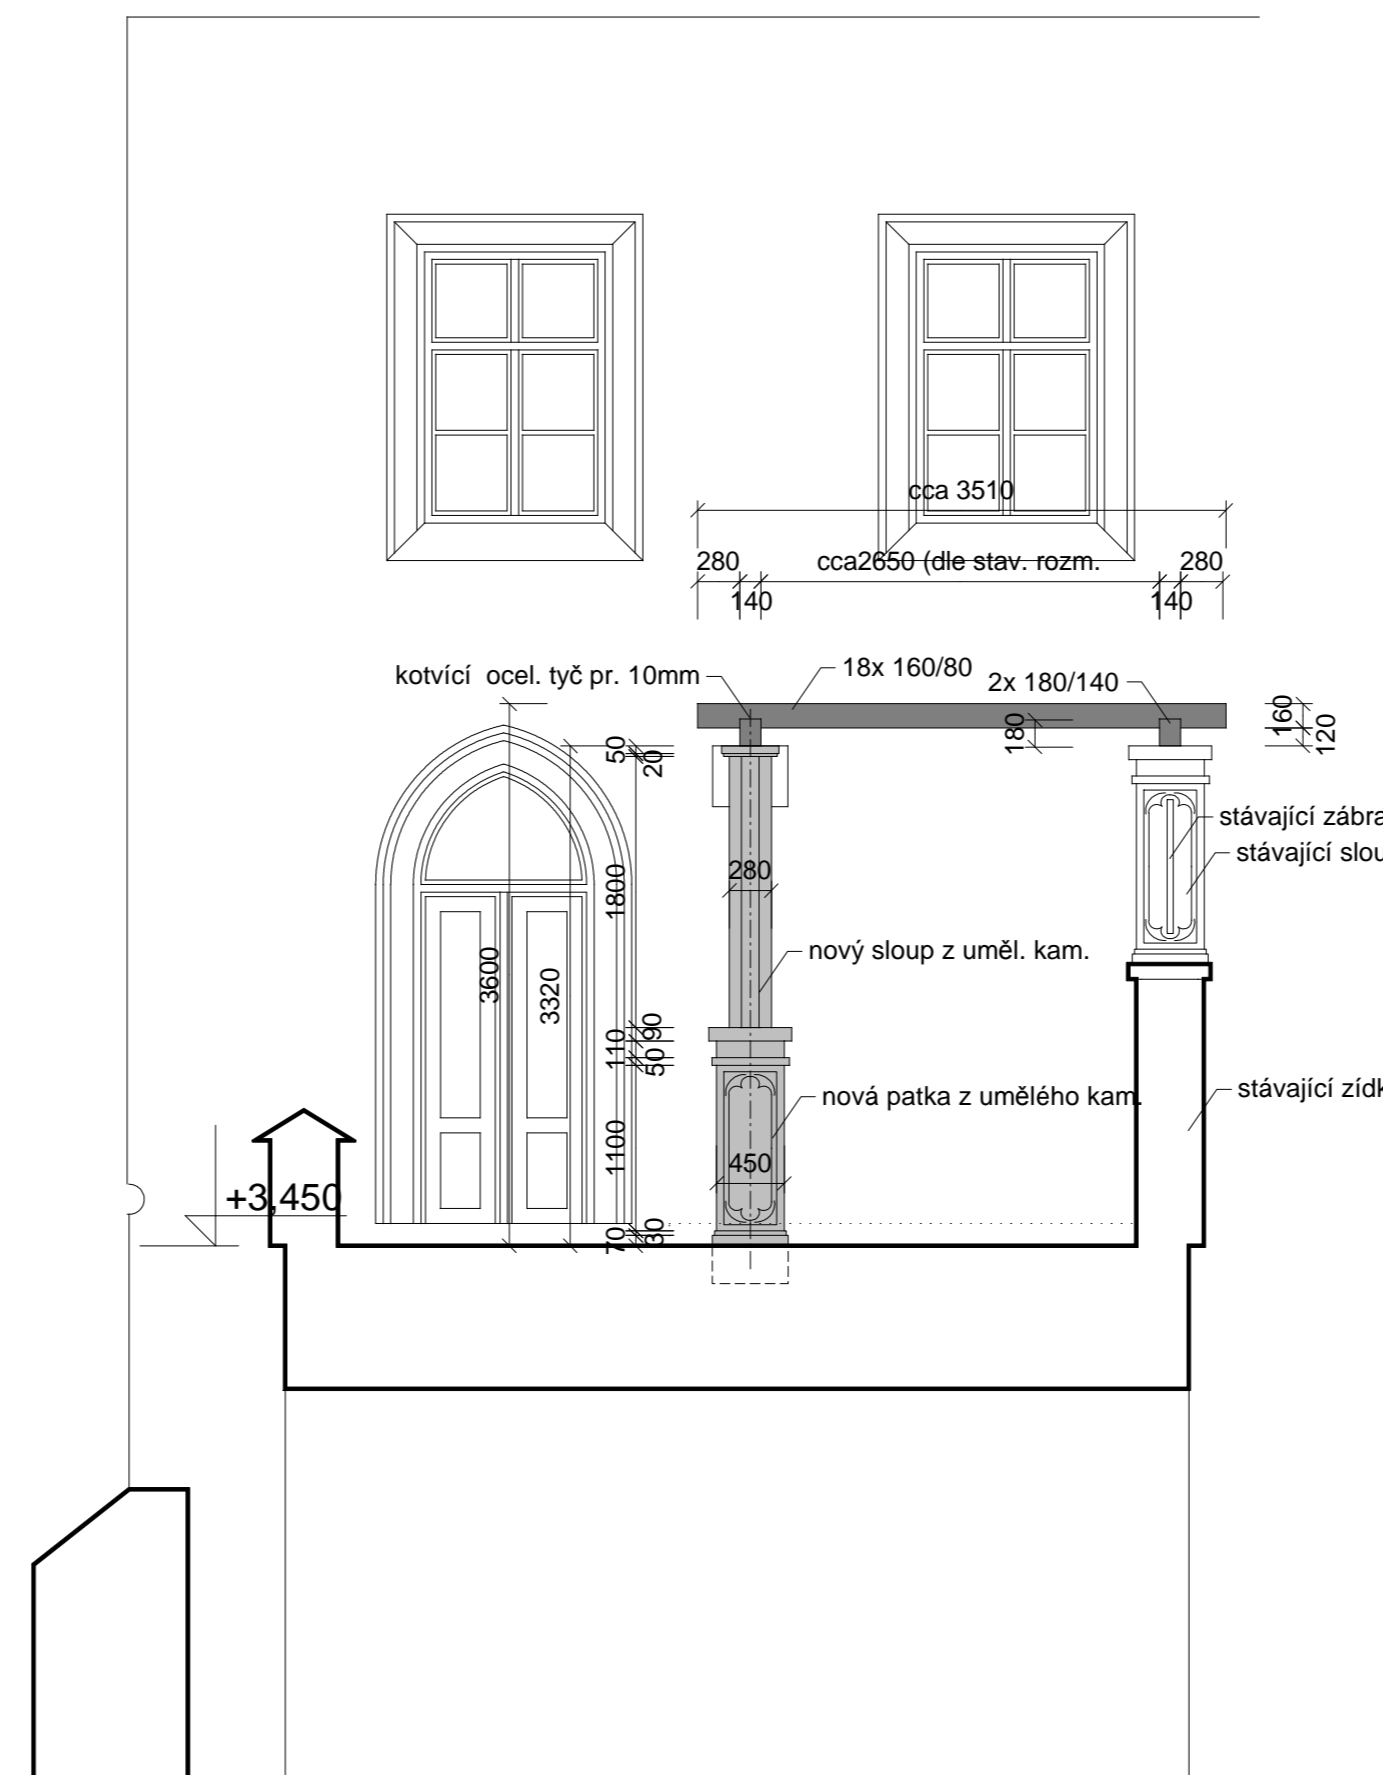 cca 3510
280 cca2650 (dle stav. rozm. 280
140 140
kotvící ocel. tyč pr. 10mm
18x 160/80
2x 180/140
160
120
180
50
20
stávající zábra
stávající slou
280
1800
nový sloup z uměl. kam.
3600
3320
90
110
50
nová patka z umělého kam.
stávající zídk
1100
450
+3,450
70
30